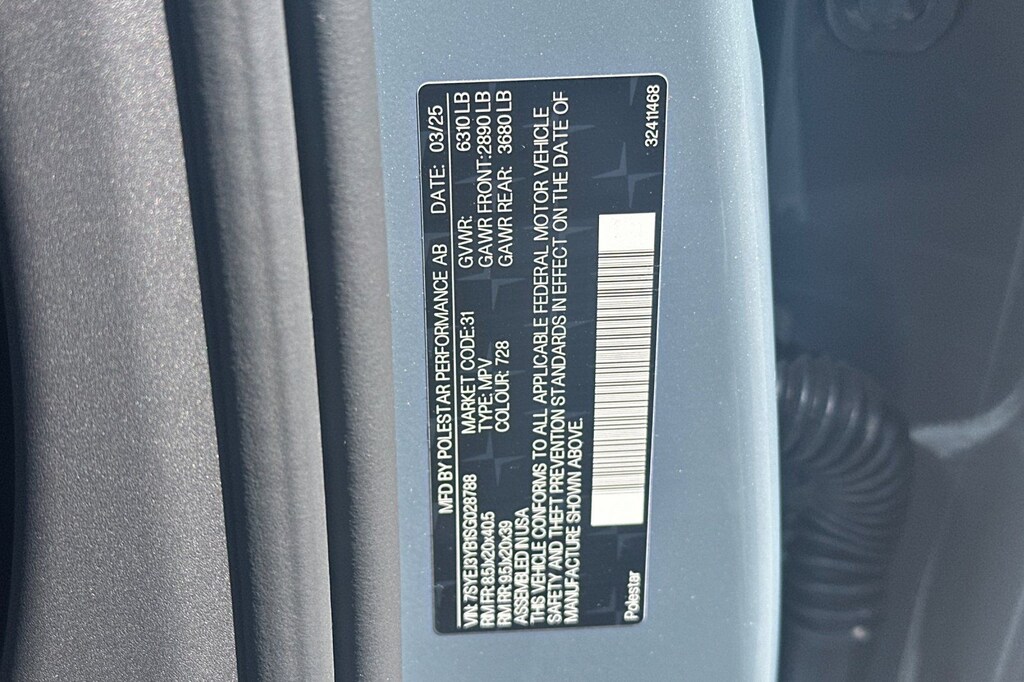 MFD BY POLESTAR PERFORMANCE AB DATE: 03/25
VIN: 7SYEJ3YB1SG028788 MARKET CODE:31 GVWR: 6310 LB
RM FR: 8.5Jx20x40.5 TYPE: MPV GAWR FRONT:2890 LB
RM RR: 9.5Jx20x39 COLOUR: 728 GAWR REAR: 3680 LB
ASSEMBLED IN USA
THIS VEHICLE CONFORMS TO ALL APPLICABLE FEDERAL MOTOR VEHICLE
SAFETY AND THEFT PREVENTION STANDARDS IN EFFECT ON THE DATE OF
MANUFACTURE SHOWN ABOVE.
Polestar 32411468